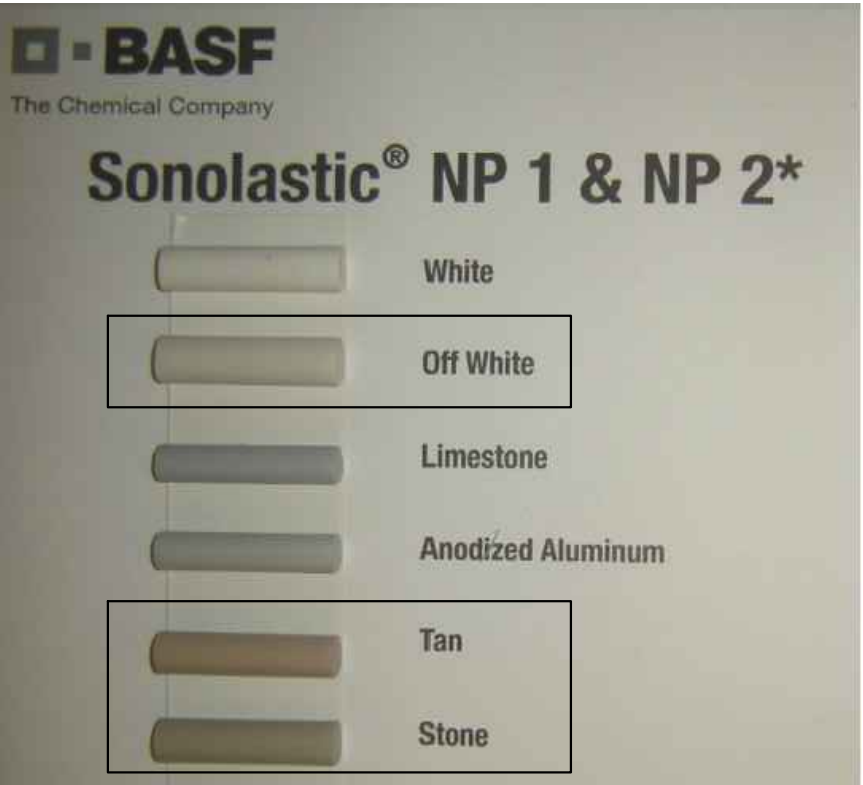 BASF
The Chemical Company
Sonolastic® NP 1 & NP 2*
White
Off White
Limestone
Anodized Aluminum
Tan
Stone